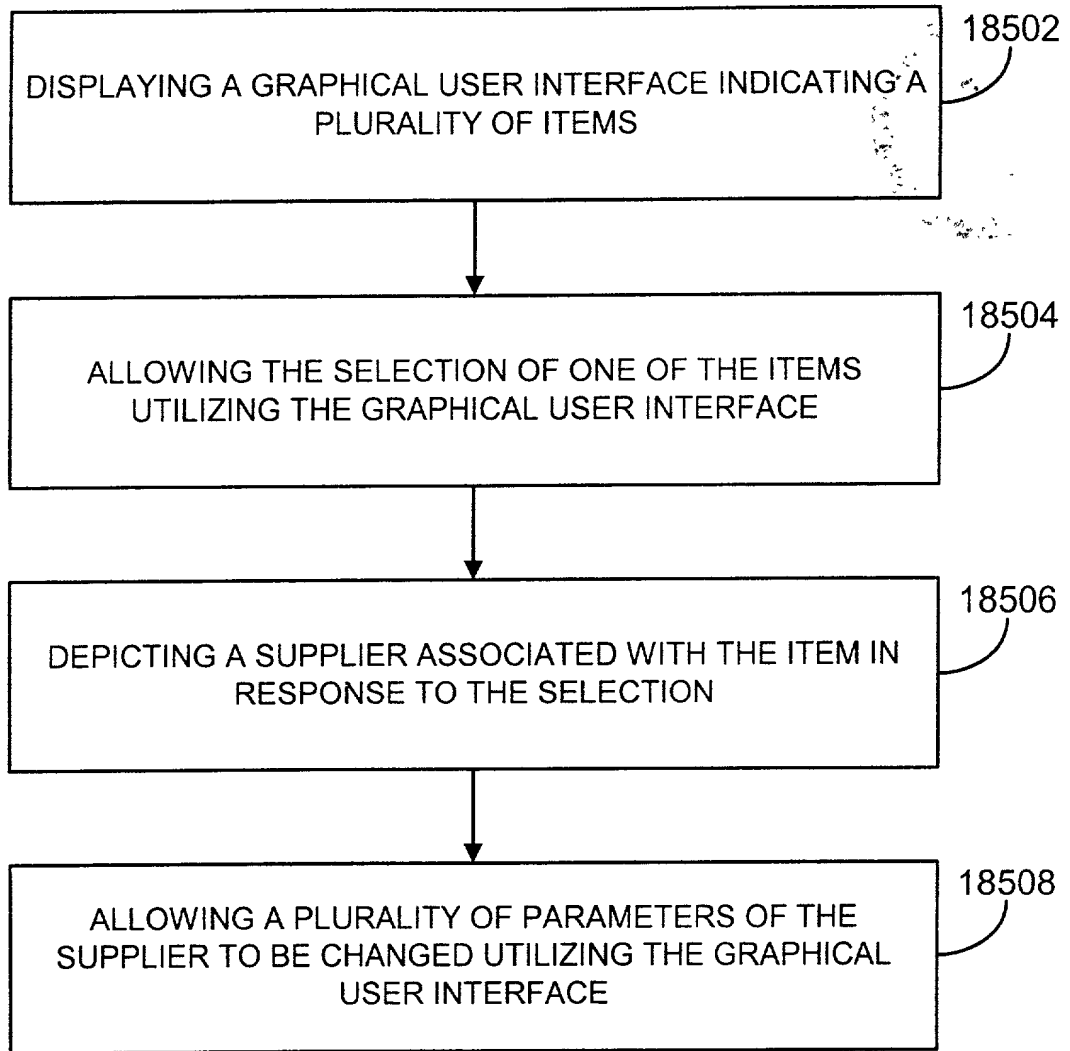 18502
DISPLAYING A GRAPHICAL USER INTERFACE INDICATING A
PLURALITY OF ITEMS
18504
ALLOWING THE SELECTION OF ONE OF THE ITEMS
UTILIZING THE GRAPHICAL USER INTERFACE
18506
DEPICTING A SUPPLIER ASSOCIATED WITH THE ITEM IN
RESPONSE TO THE SELECTION
18508
ALLOWING A PLURALITY OF PARAMETERS OF THE
SUPPLIER TO BE CHANGED UTILIZING THE GRAPHICAL
USER INTERFACE